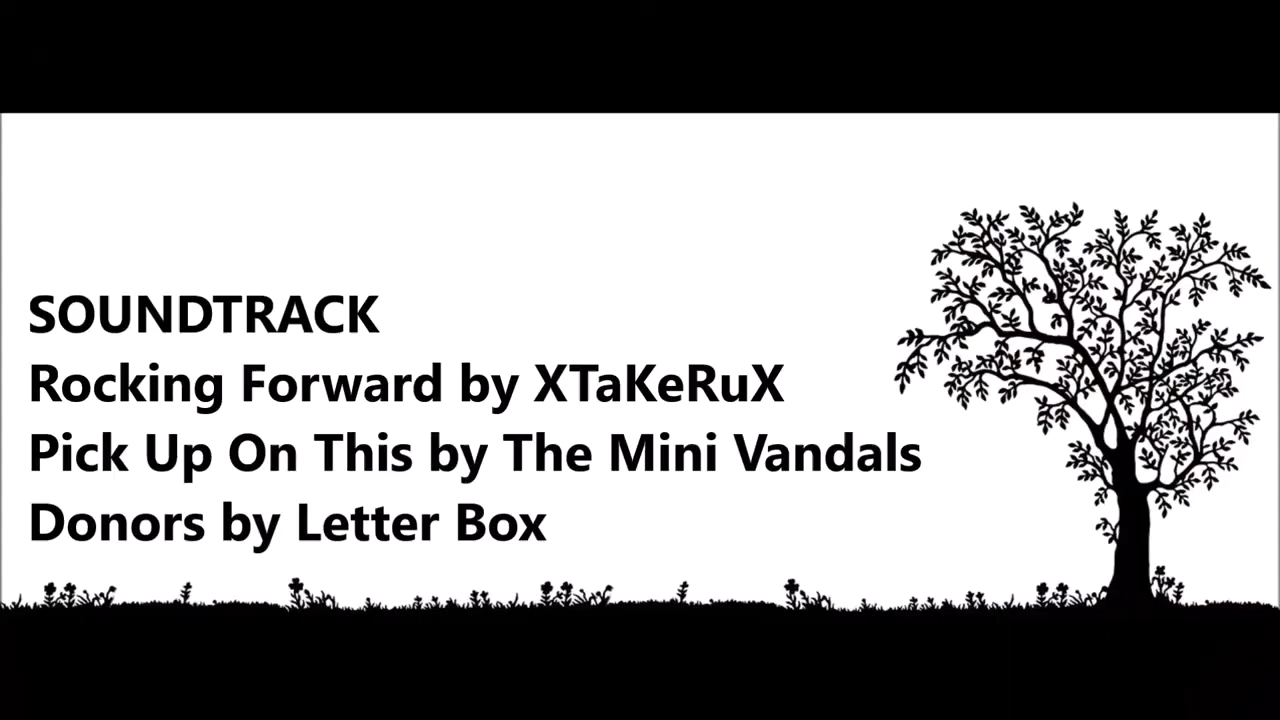 SOUNDTRACK
Rocking Forward by XTaKeRuX
Pick Up On This by The Mini Vandals
Donors by Letter Box